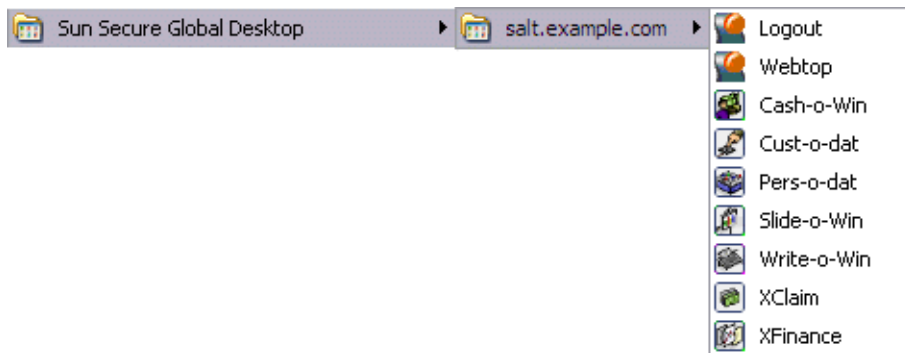 Sun Secure Global Desktop
salt.example.com
Logout
Webtop
Cash-o-Win
Cust-o-dat
Pers-o-dat
Slide-o-Win
Write-o-Win
XClaim
XFinance